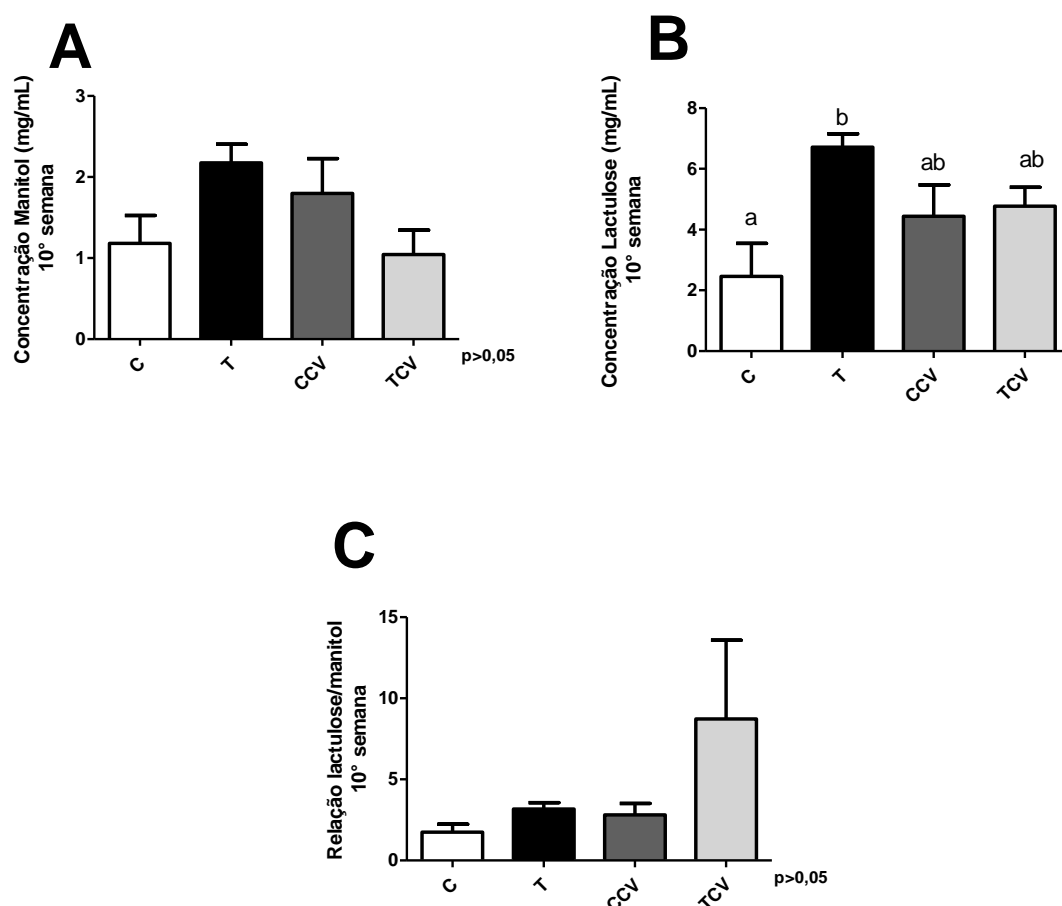 A
Concentração Manitol (mg/mL)
10° semana
3
2
1
0
C
T
CCV
TCV
p>0,05
B
Concentração Lactulose (mg/mL)
10° semana
8
6
4
2
0
a
b
ab
ab
C
T
CCV
TCV
C
Relação lactulose/manitol
10° semana
15
10
5
0
C
T
CCV
TCV
p>0,05